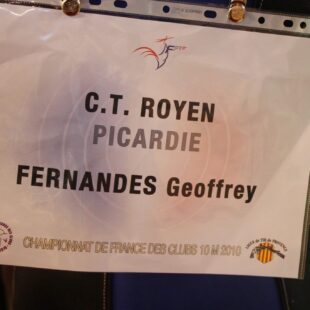 C.T. ROYEN
PICARDIE
FERNANDES Geoffrey
CHAMPIONNAT DE FRANCE DES CLUBS 10 M 2010